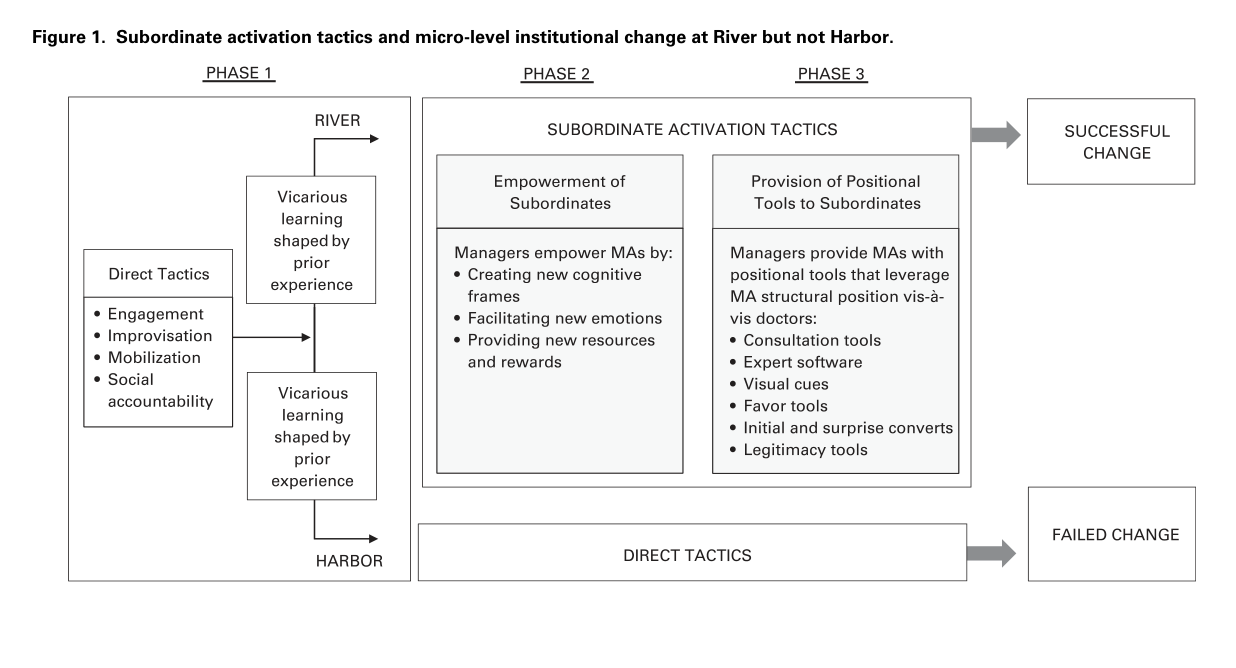 Figure 1. Subordinate activation tactics and micro-level institutional change at River but not Harbor.
PHASE 1
PHASE 2
PHASE 3
RIVER
Vicarious
learning
shaped by
prior
experience
Direct Tactics
• Engagement
• Improvisation
• Mobilization
• Social
accountability
Vicarious
learning
shaped by
prior
experience
HARBOR
SUBORDINATE ACTIVATION TACTICS
Empowerment of
Subordinates
Managers empower MAs by:
• Creating new cognitive
frames
• Facilitating new emotions
• Providing new resources
and rewards
Provision of Positional
Tools to Subordinates
Managers provide MAs with
positional tools that leverage
MA structural position vis-à-
vis doctors:
• Consultation tools
• Expert software
• Visual cues
• Favor tools
• Initial and surprise converts
• Legitimacy tools
SUCCESSFUL
CHANGE
DIRECT TACTICS
FAILED CHANGE